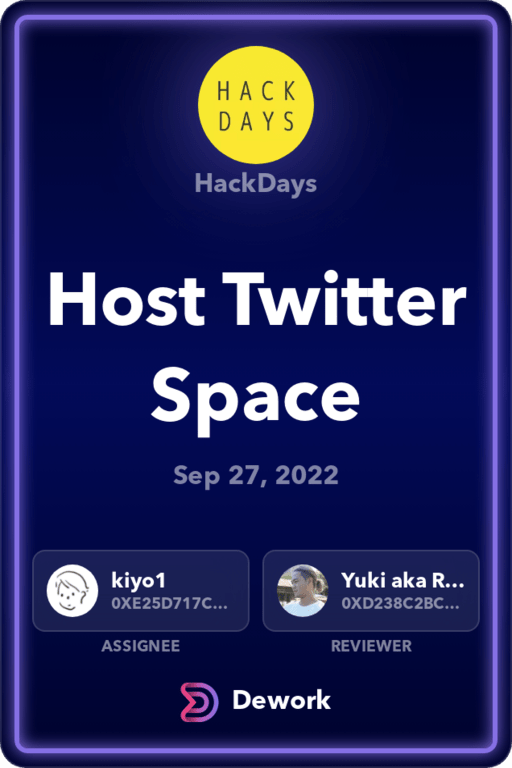 HACK
DAYS
HackDays
Host Twitter
Space
Sep 27, 2022
kiyo1
0XE25D717C...
ASSIGNEE
Yuki aka R...
0XD238C2BC...
REVIEWER
Dework